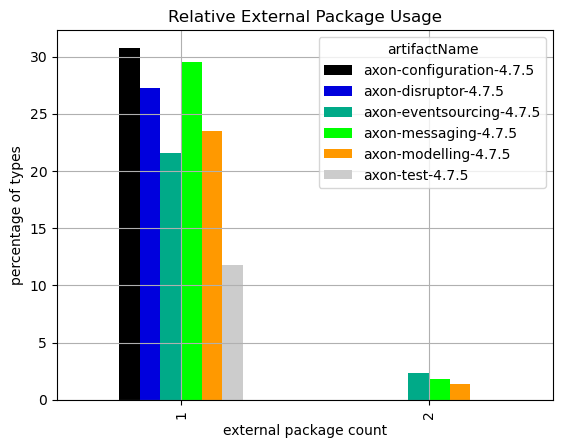 Relative External Package Usage
percentage of types
30
25
20
15
10
5
0
artifactName
axon-configuration-4.7.5
axon-disruptor-4.7.5
axon-eventsourcing-4.7.5
axon-messaging-4.7.5
axon-modelling-4.7.5
axon-test-4.7.5
1
2
external package count